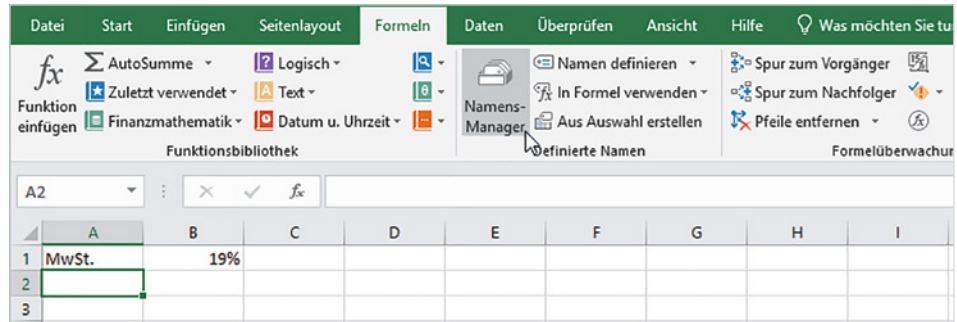 Datei Start Einfügen Seitenlayout Formeln Daten Überprüfen Ansicht Hilfe Was möchten Sie tu
fx Funktion einfügen
AutoSumme
Zuletzt verwendet
Finanzmathematik
Logisch
Text
Datum u. Uhrzeit
θ
Funktionsbibliothek
Namens-
Manager
Namen definieren
In Formel verwenden
Aus Auswahl erstellen
Definierte Namen
Spur zum Vorgänger
Spur zum Nachfolger
Pfeile entfernen
Formelüberwachun
A2 fx
A B C D E F G H I
1 MwSt. 19%
2
3